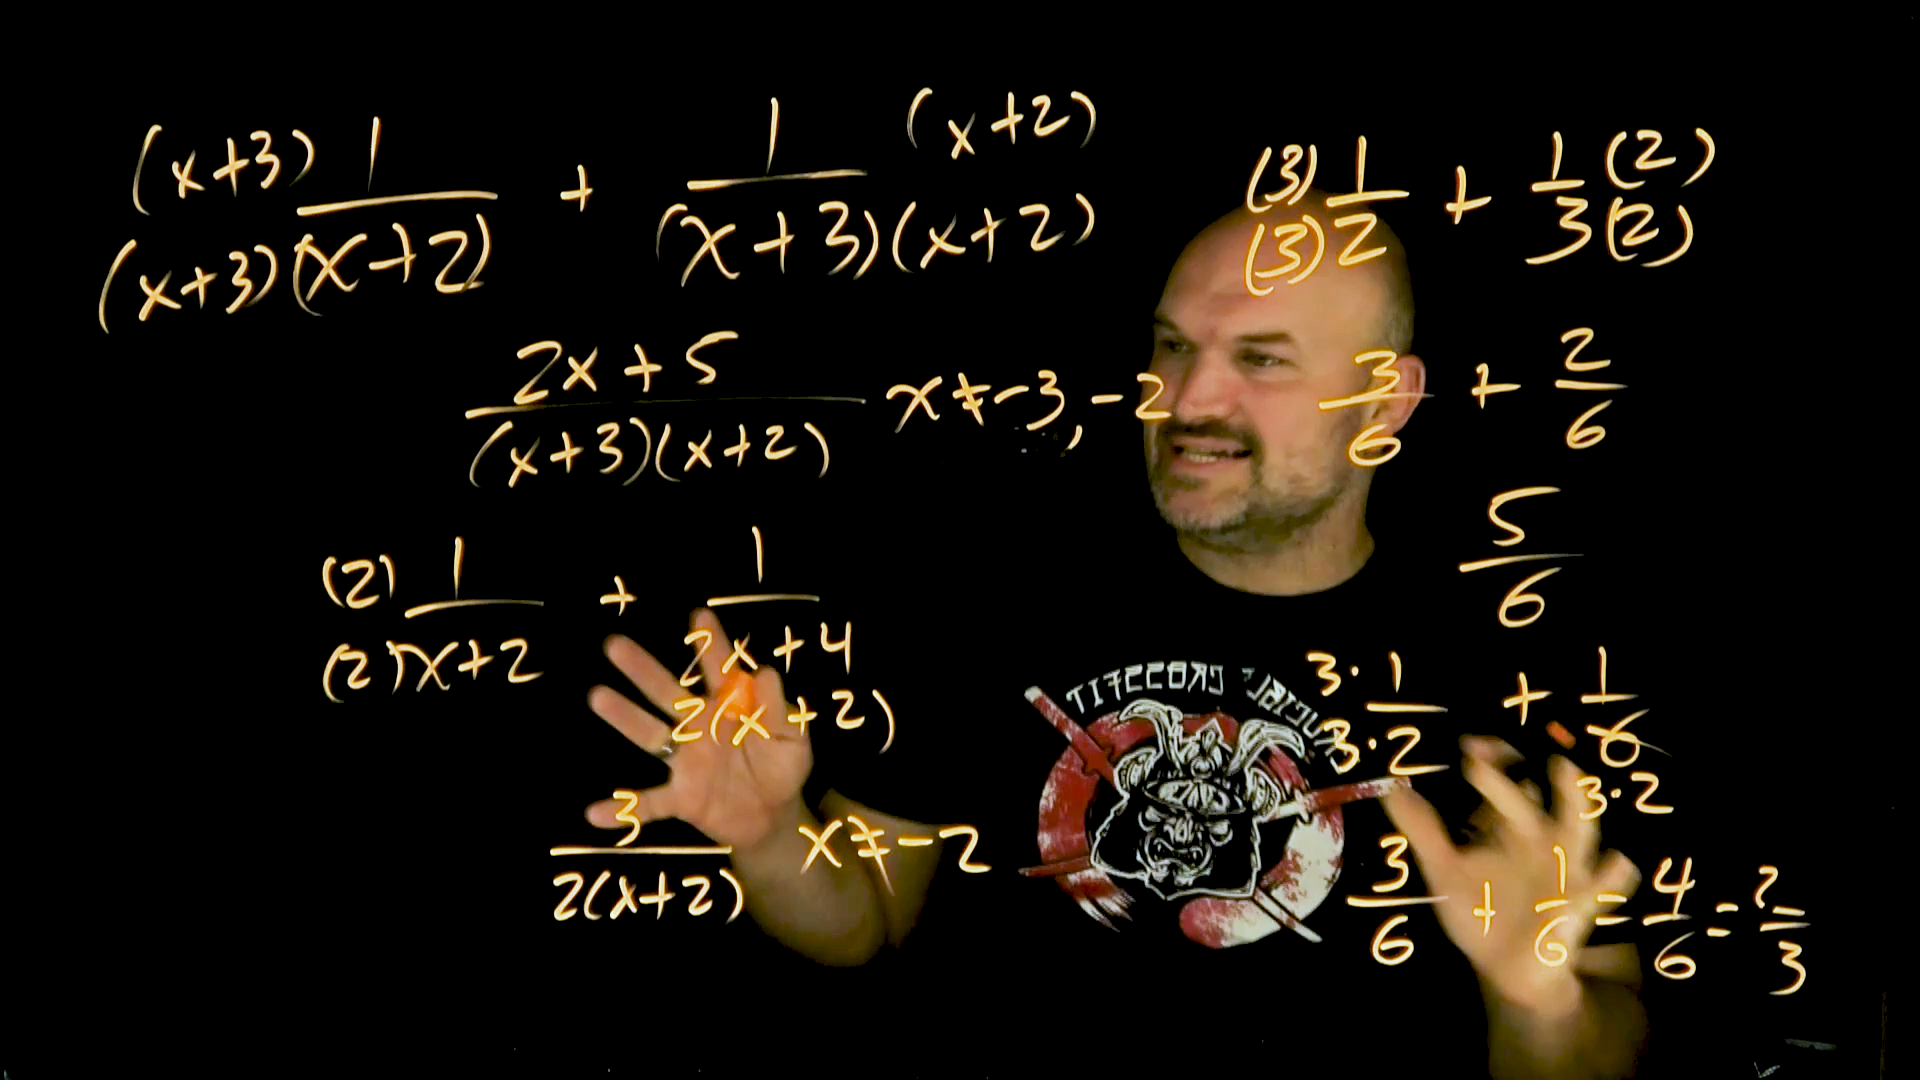 (x+3) 1 + 1 (x+2)
(x+3)(x+2) (x+3)(x+2)
2x+5
(x+3)(x+2) x≠-3,-2
(2) 1 + 1
(2)x+2 2x+4
2(x+2)
3
2(x+2) x≠-2
(3) 1 + 1 (2)
(3) 2 3 (2)
3 + 2
6 6
5
6
3·1 + 1
3·2 6
3·2
3 + 1 = 4 = 2
6 6 6 3